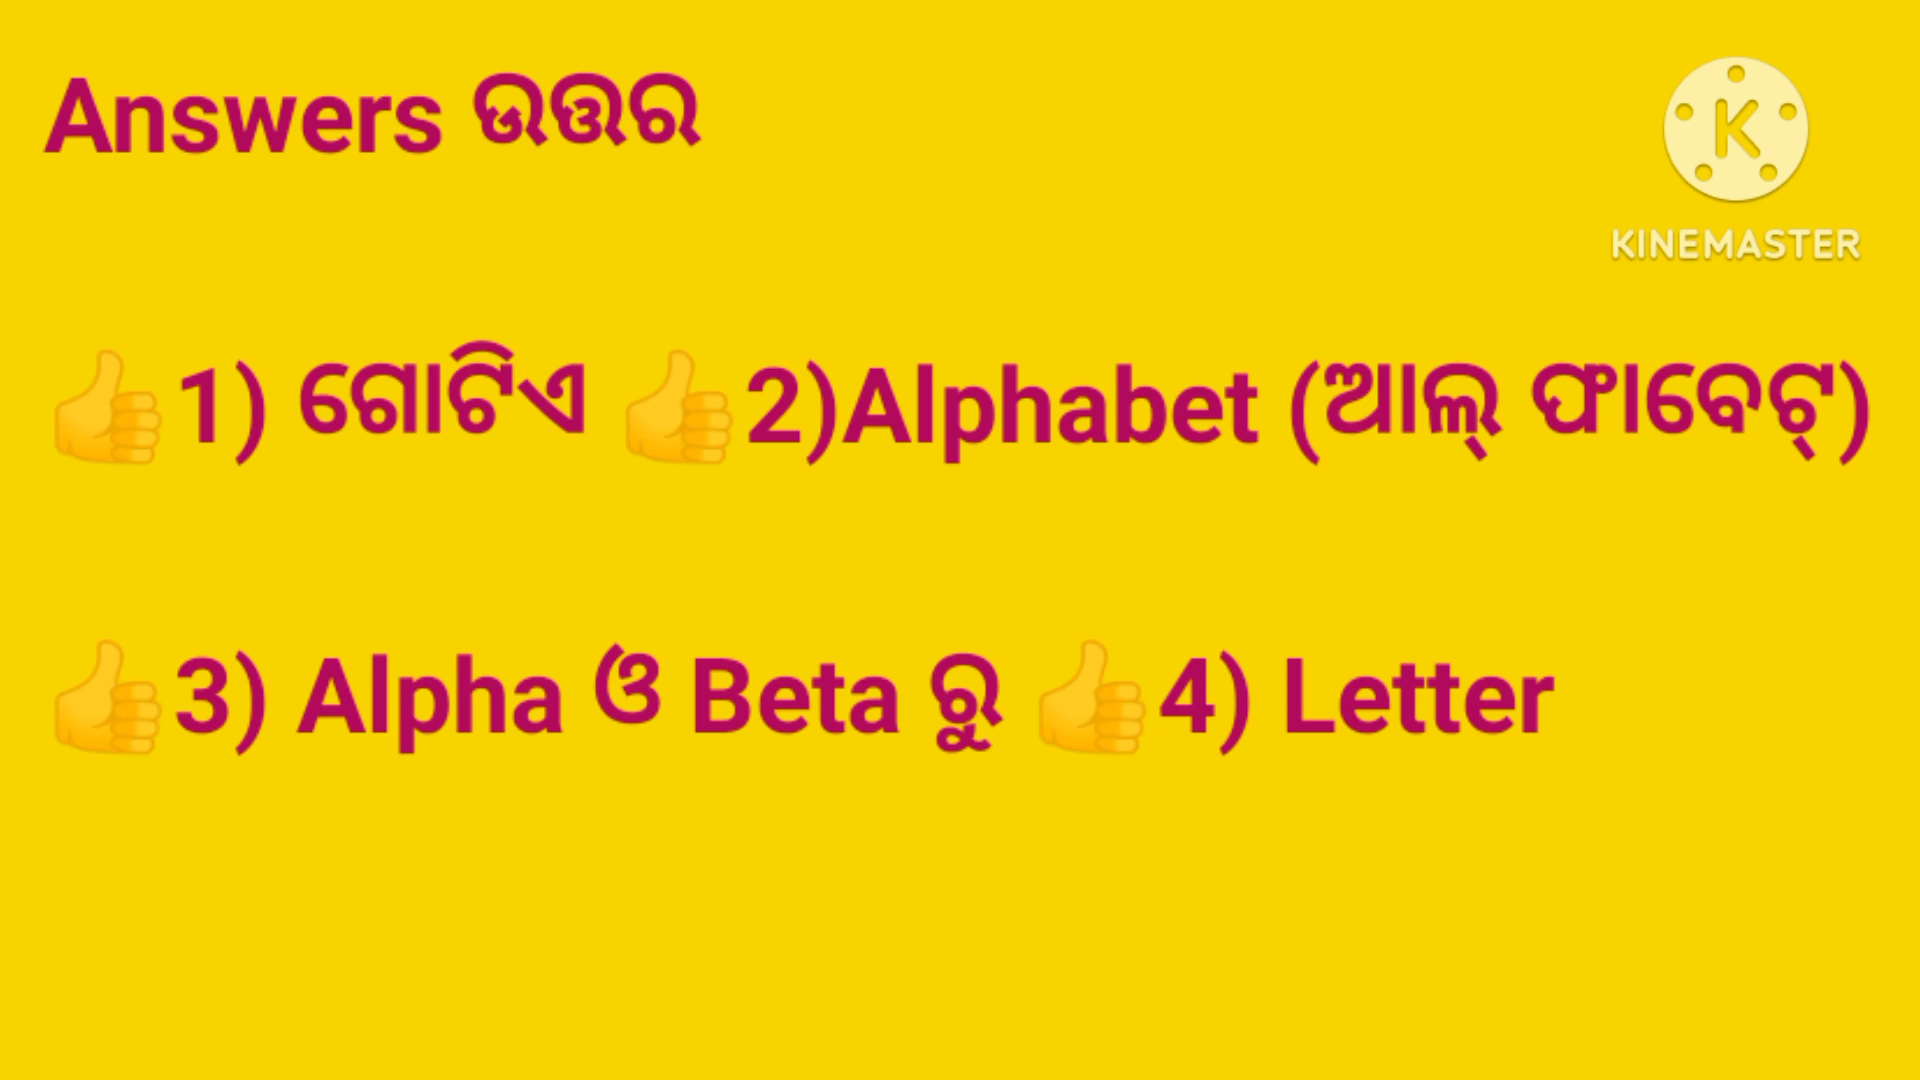 Answers ଉତ୍ତର
K
KINEMASTER
👍1) ଗୋଟିଏ 👍2)Alphabet (ଆଲ୍ ଫାବେଟ୍)
👍3) Alpha ଓ Beta ରୁ 👍4) Letter